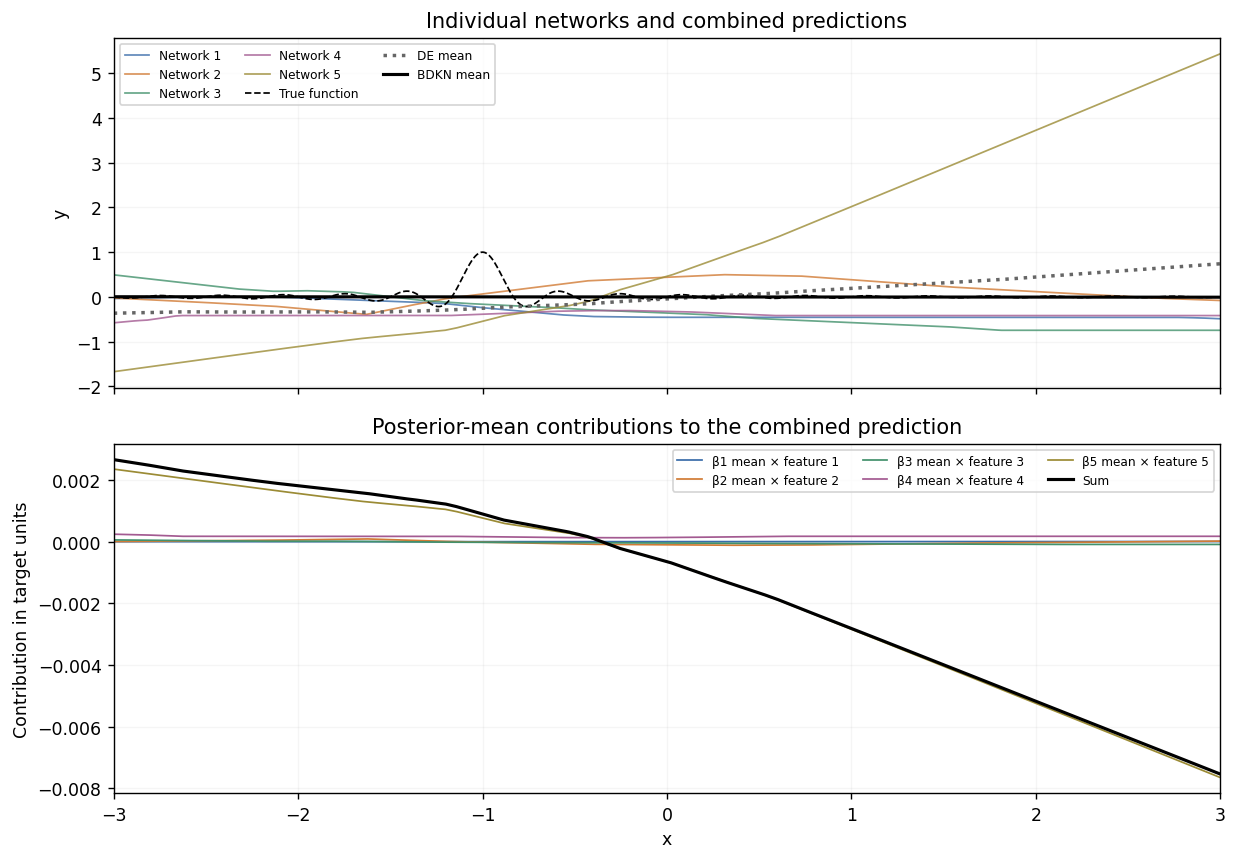 Individual networks and combined predictions
Network 1 Network 4 DE mean
Network 2 Network 5 BDKN mean
Network 3 True function
5
4
3
2
1
0
−1
−2
y
Posterior-mean contributions to the combined prediction
β1 mean × feature 1 β3 mean × feature 3 β5 mean × feature 5
β2 mean × feature 2 β4 mean × feature 4 Sum
0.002
0.000
−0.002
−0.004
−0.006
−0.008
Contribution in target units
−3 −2 −1 0 1 2 3
x